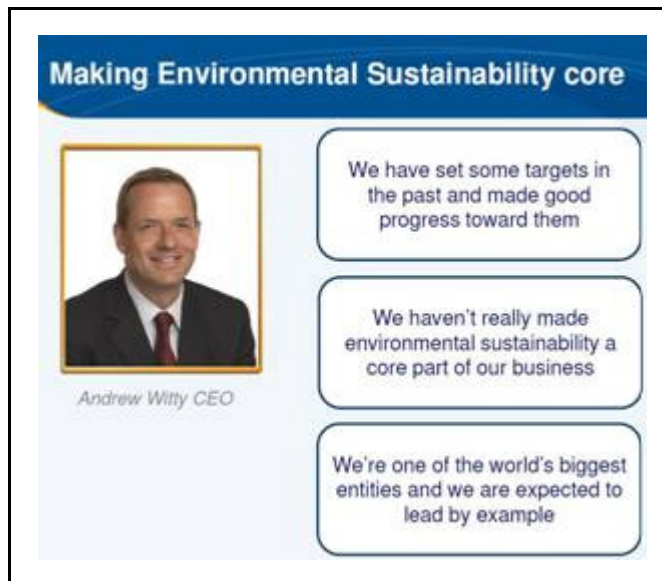 Making Environmental Sustainability core
We have set some targets in
the past and made good
progress toward them
We haven't really made
environmental sustainability a
core part of our business
Andrew Witty CEO
We're one of the world's biggest
entities and we are expected to
lead by example